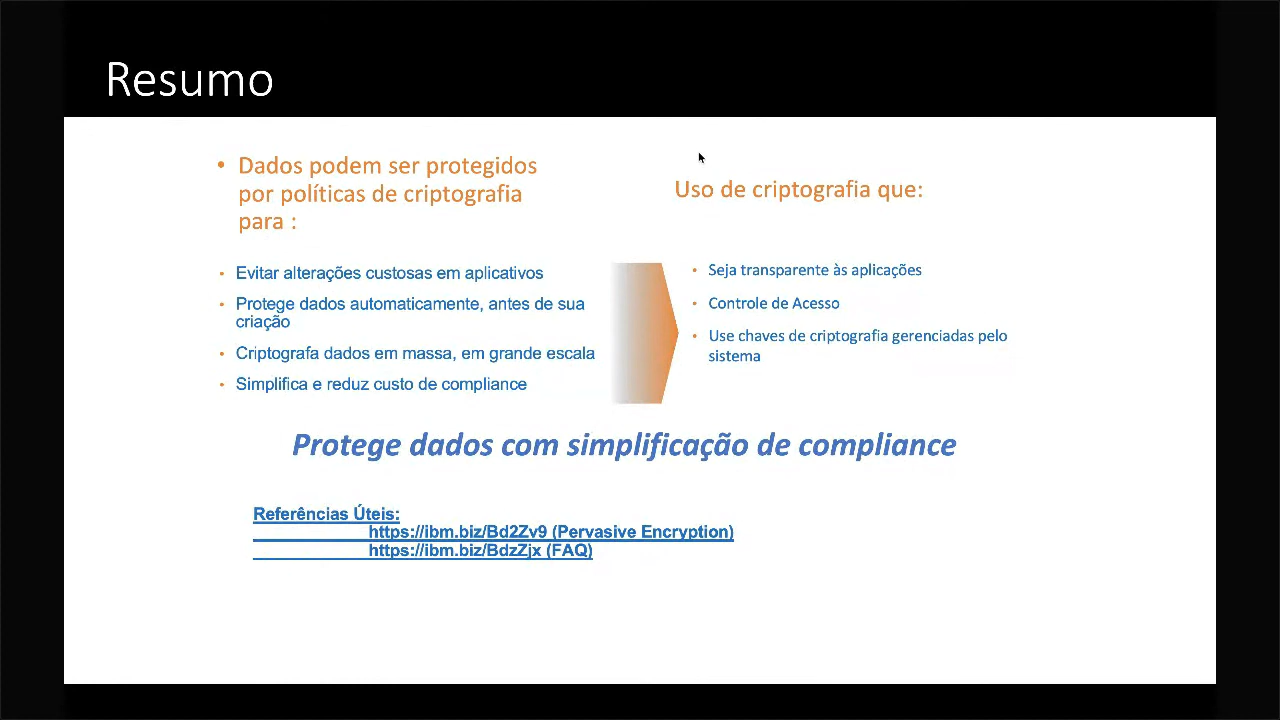 Resumo
• Dados podem ser protegidos
por políticas de criptografia
para :
• Evitar alterações custosas em aplicativos
• Protege dados automaticamente, antes de sua
criação
• Criptografa dados em massa, em grande escala
• Simplifica e reduz custo de compliance
Uso de criptografia que:
• Seja transparente às aplicações
• Controle de Acesso
• Use chaves de criptografia gerenciadas pelo
sistema
Protege dados com simplificação de compliance
Referências Úteis:
https://ibm.biz/Bd2Zv9 (Pervasive Encryption)
https://ibm.biz/BdzZjx (FAQ)